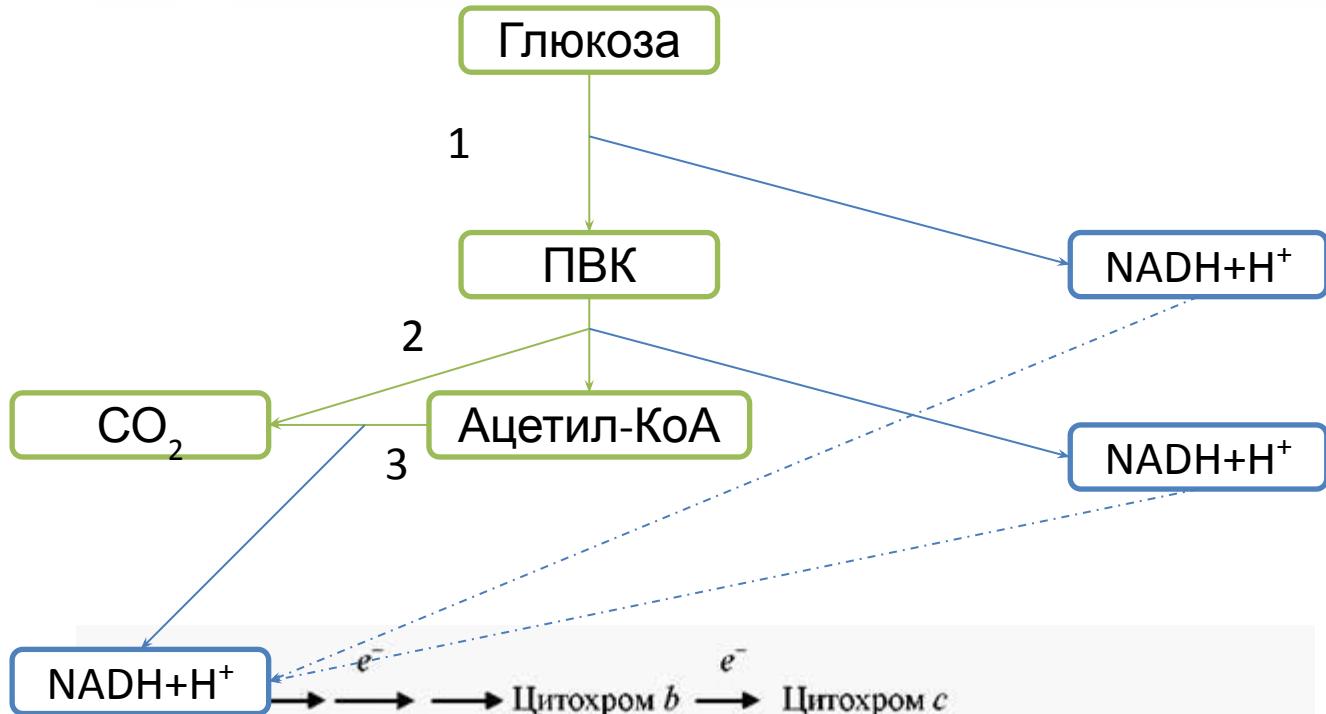 Глюкоза
1
ПВК
NADH+H⁺
2
CO₂
Ацетил-КоА
3
NADH+H⁺
NADH+H⁺
e⁻ e⁻
Цитохром b Цитохром c